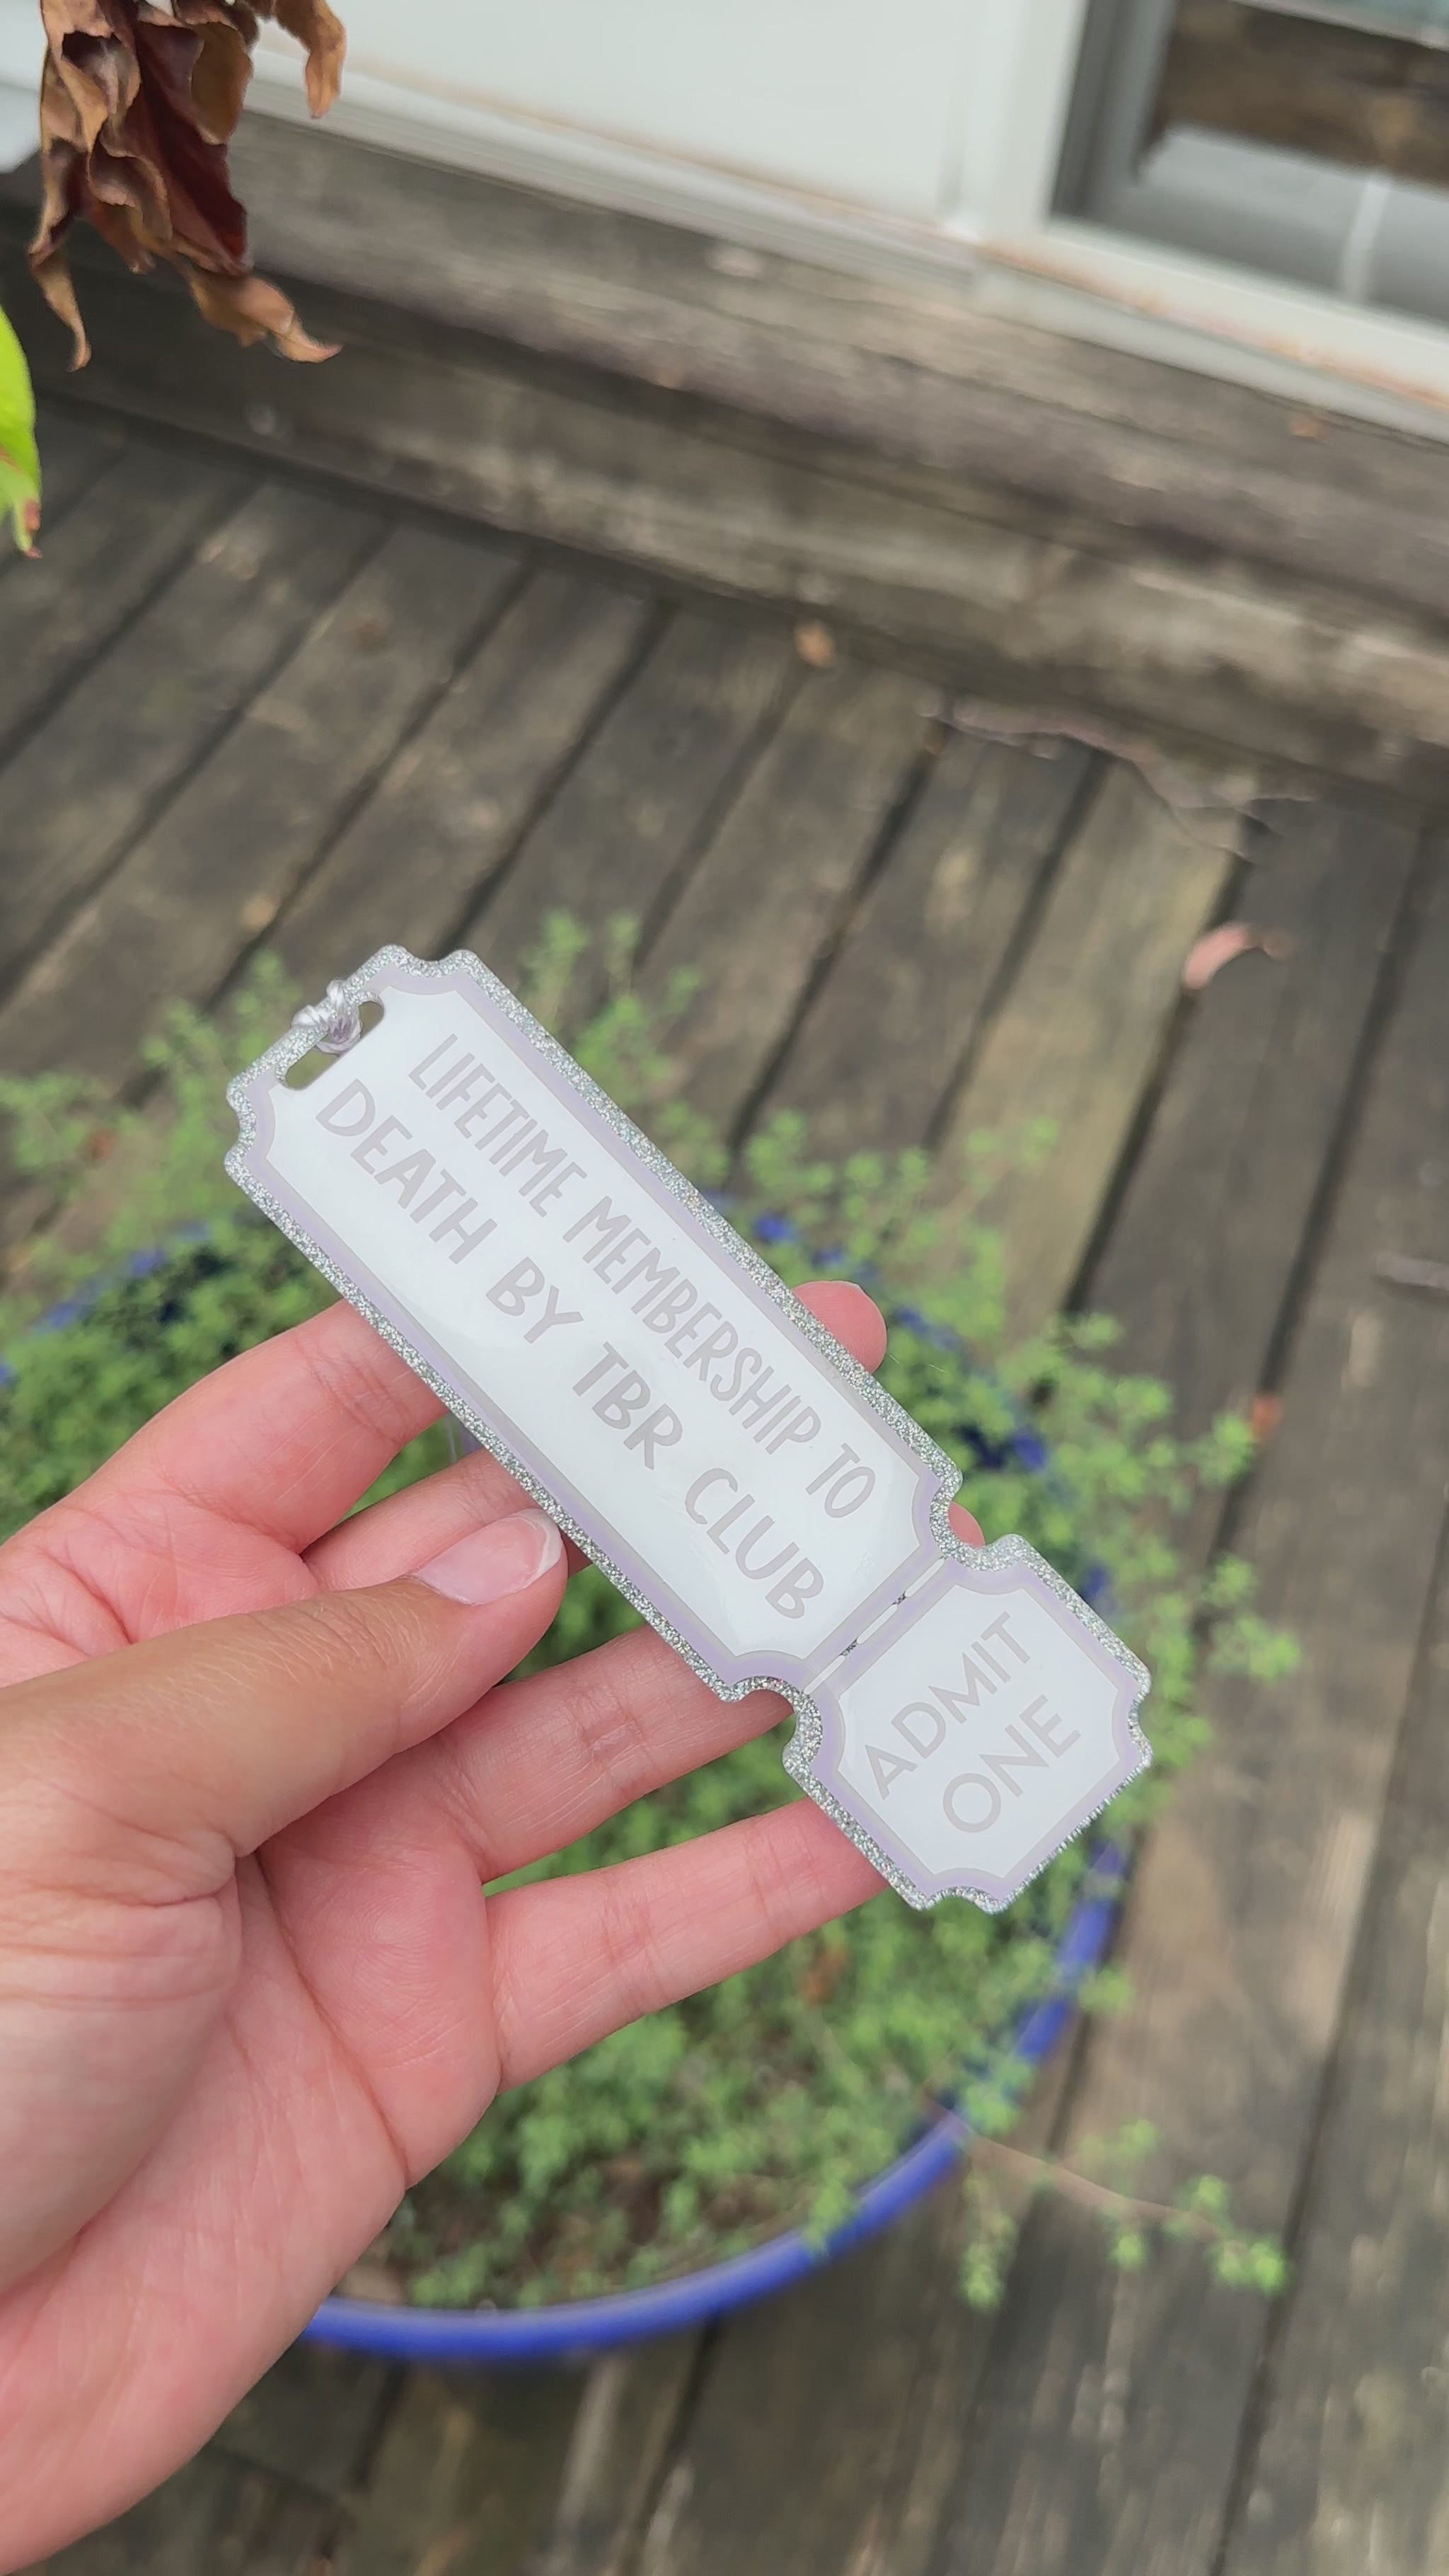 LIFETIME MEMBERSHIP TO
DEATH BY TBR CLUB
ADMIT
ONE